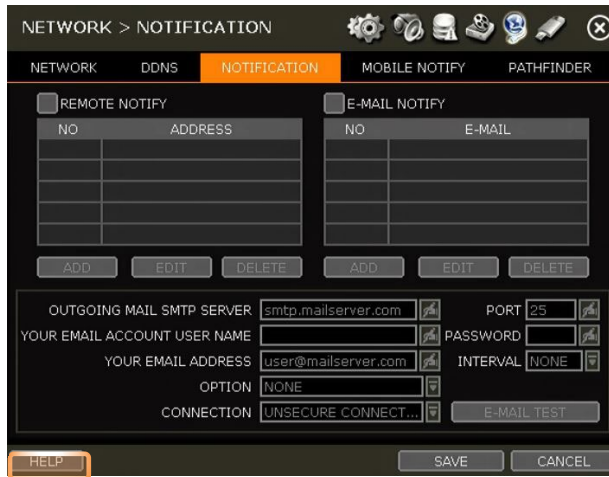 NETWORK > NOTIFICATION
NETWORK DDNS NOTIFICATION MOBILE NOTIFY PATHFINDER
REMOTE NOTIFY E-MAIL NOTIFY
NO ADDRESS NO E-MAIL
ADD EDIT DELETE ADD EDIT DELETE
OUTGOING MAIL SMTP SERVER smtp.mailserver.com PORT 25
YOUR EMAIL ACCOUNT USER NAME PASSWORD
YOUR EMAIL ADDRESS user@mailserver.com INTERVAL NONE
OPTION NONE
CONNECTION UNSECURE CONNECT... E-MAIL TEST
HELP SAVE CANCEL